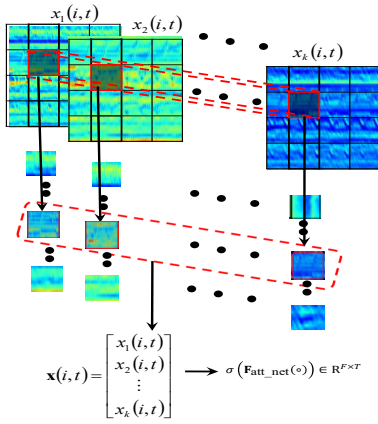 x₁(i,t)
x₂(i,t)
xₖ(i,t)
𝐱(i,t) = [x₁(i,t) x₂(i,t) ⋮ xₖ(i,t)] → σ(𝐅att_net(∘)) ∈ R^{F×T}